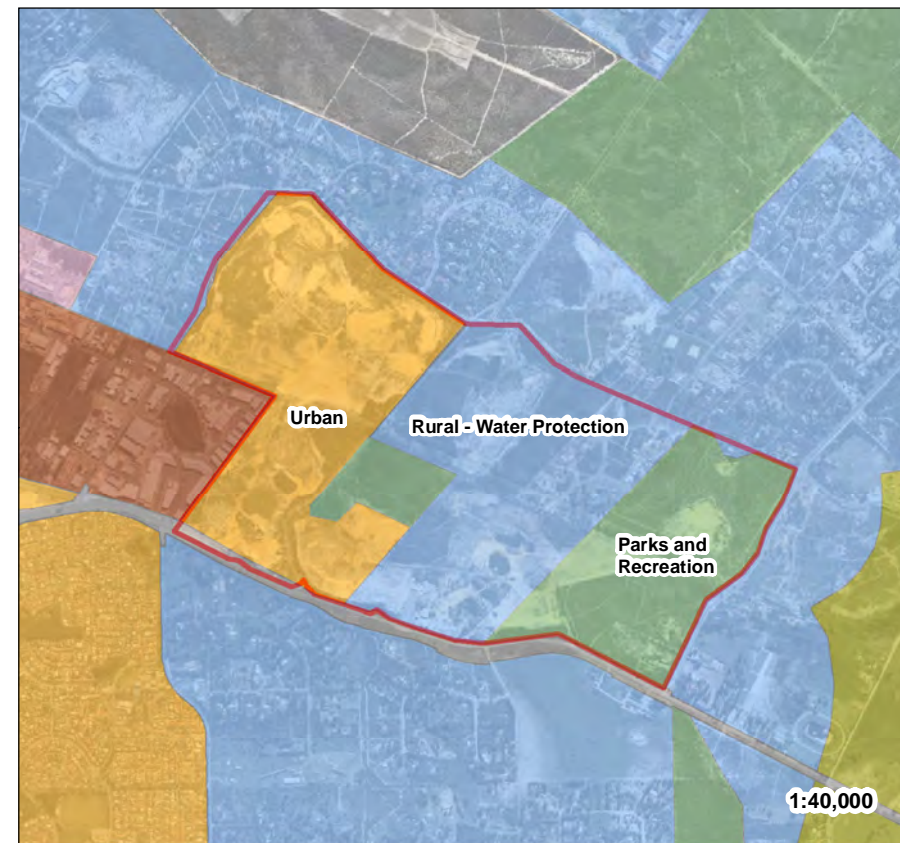 Urban
Rural - Water Protection
Parks and
Recreation
1:40,000